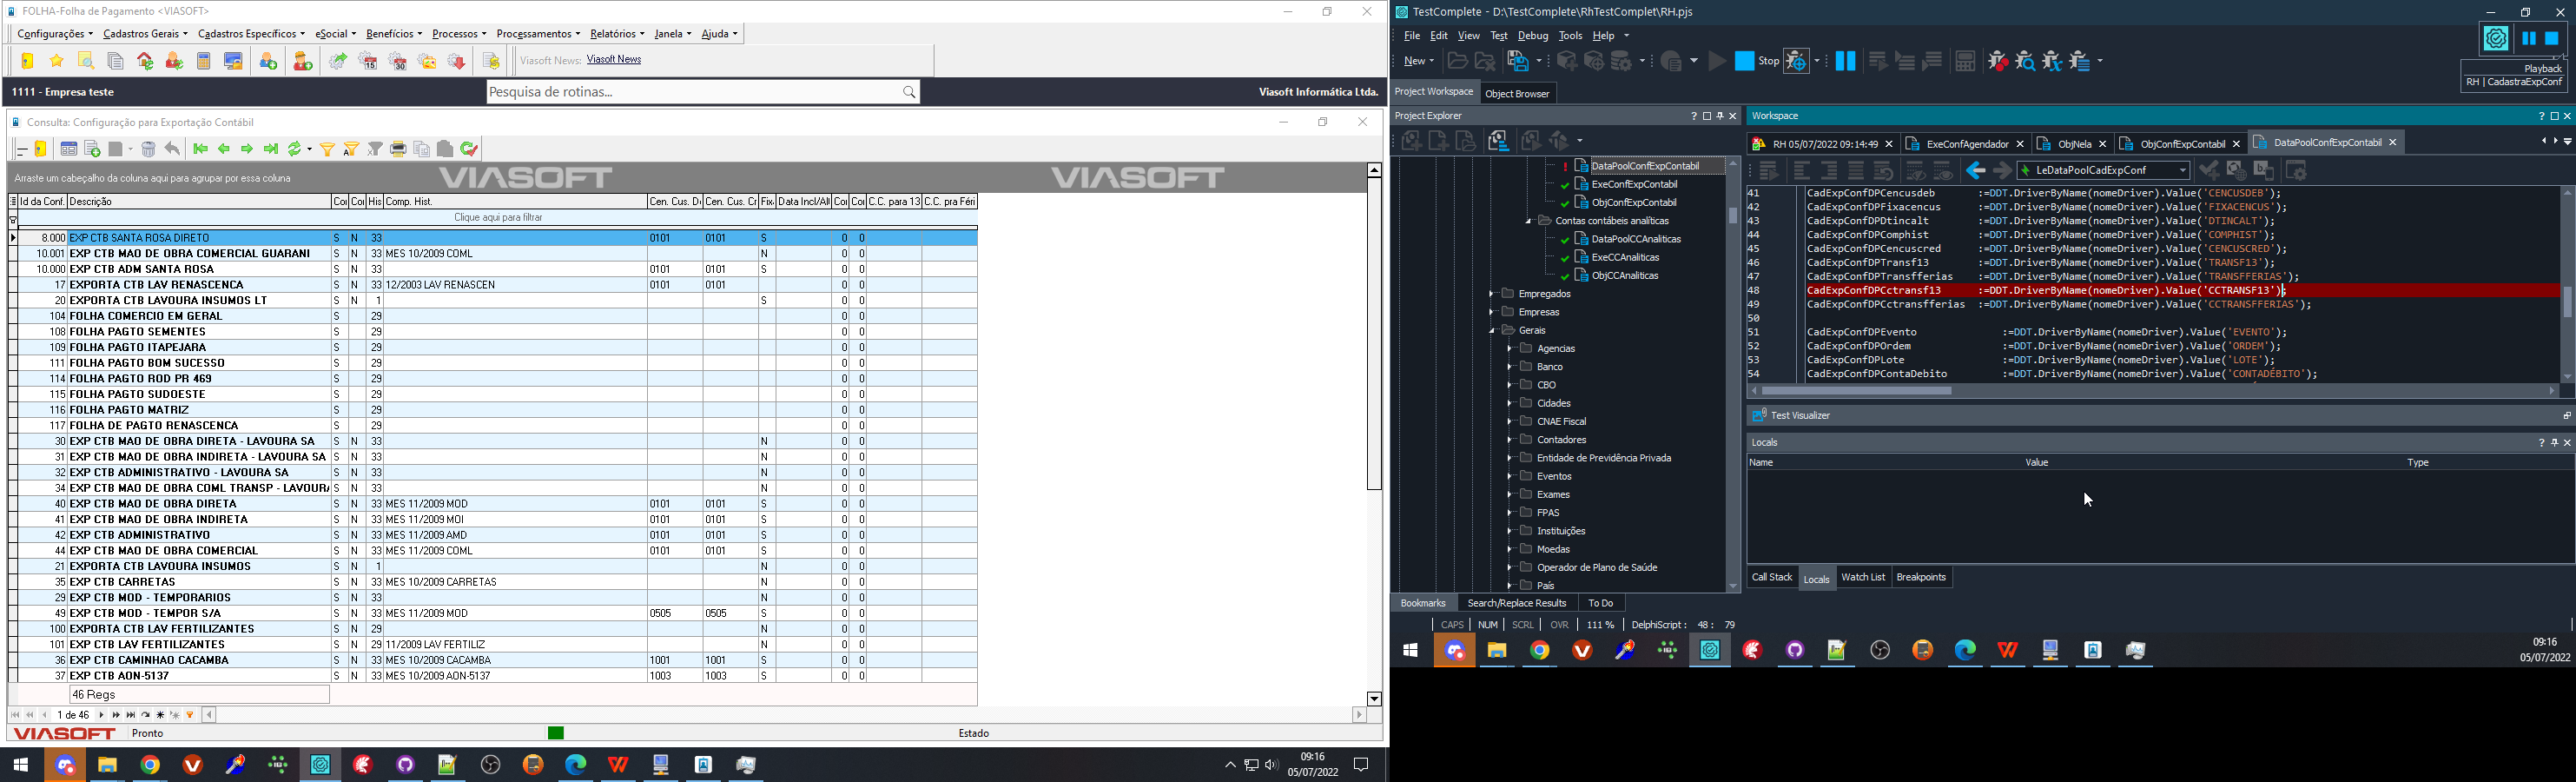 FOLHA-Folha de Pagamento <VIASOFT>
Configurações Cadastros Gerais Cadastros Específicos eSocial Benefícios Processos Processamentos Relatórios Janela Ajuda
Viasoft News: Viasoft News
1111 - Empresa teste Pesquisa de rotinas... Viasoft Informática Ltda.
Consulta: Configuração para Exportação Contábil
Arraste um cabeçalho da coluna aqui para agrupar por essa coluna VIASOFT VIASOFT
Id da Conf. Descrição Coi Coi His Comp. Hist. Cen. Cus. D Cen. Cus. Cr Fix. Data Incl/Alt Coi Coi C.C. para 13 C.C. pra Féri
Clique aqui para filtrar
8.000 EXP CTB SANTA ROSA DIRETO S N 33 0101 0101 S 0 0
10.001 EXP CTB MAO DE OBRA COMERCIAL GUARANI S N 33 MES 10/2009 COML N 0 0
10.000 EXP CTB ADM SANTA ROSA S N 33 0101 0101 S 0 0
17 EXPORTA CTB LAV RENASCENCA S N 33 12/2003 LAV RENASCEN 0101 0101 0 0
20 EXPORTA CTB LAVOURA INSUMOS LT S N 1 S 0 0
104 FOLHA COMERCIO EM GERAL S 29 0 0
108 FOLHA PAGTO SEMENTES S 29 0 0
109 FOLHA PAGTO ITAPEJARA S 29 0 0
111 FOLHA PAGTO BOM SUCESSO S 29 0 0
114 FOLHA PAGTO ROD PR 469 S 29 0 0
115 FOLHA PAGTO SUDOESTE S 29 0 0
116 FOLHA PAGTO MATRIZ S 29 0 0
117 FOLHA DE PAGTO RENASCENCA S 29 0 0
30 EXP CTB MAO DE OBRA DIRETA - LAVOURA SA S N 33 N 0 0
31 EXP CTB MAO DE OBRA INDIRETA - LAVOURA SA S N 33 N 0 0
32 EXP CTB ADMINISTRATIVO - LAVOURA SA S N 33 N 0 0
34 EXP CTB MAO DE OBRA COML TRANSP - LAVOUR S N 33 N 0 0
40 EXP CTB MAO DE OBRA DIRETA S N 33 MES 11/2009 MOD 0101 0101 S 0 0
41 EXP CTB MAO DE OBRA INDIRETA S N 33 MES 11/2009 MOI 0101 0101 S 0 0
42 EXP CTB ADMINISTRATIVO S N 33 MES 11/2009 AMD 0101 0101 S 0 0
44 EXP CTB MAO DE OBRA COMERCIAL S N 33 MES 11/2009 COML 0101 0101 S 0 0
21 EXPORTA CTB LAVOURA INSUMOS S N 1 N 0 0
35 EXP CTB CARRETAS S N 33 MES 10/2009 CARRETAS N 0 0
29 EXP CTB MOD - TEMPORARIOS S N 33 N 0 0
49 EXP CTB MOD - TEMPOR S/A S N 33 MES 11/2009 MOD 0505 0505 S 0 0
100 EXPORTA CTB LAV FERTILIZANTES S N 29 N 0 0
101 EXP CTB LAV FERTILIZANTES S N 29 11/2009 LAV FERTILIZ N 0 0
36 EXP CTB CAMINHAO CACAMBA S N 33 MES 10/2009 CACAMBA 1001 1001 S 0 0
37 EXP CTB AON-5137 S N 33 MES 10/2009 AON-5137 1003 1003 S 0 0
46 Regs
1 de 46
VIASOFT Pronto Estado
09:16
05/07/2022
TestComplete - D:\TestComplete\RhTestComplet\RH.pjs
File Edit View Test Debug Tools Help
New Stop
Playback
RH | CadastraExpConf
Project Workspace Object Browser
Project Explorer
DataPoolConfExpContabil
ExeConfExpContabil
ObjConfExpContabil
Contas contábeis analíticas
DataPoolCCAnaliticas
ExeCCAnaliticas
ObjCCAnaliticas
Empregados
Empresas
Gerais
Agencias
Banco
CBO
Cidades
CNAE Fiscal
Contadores
Entidade de Previdência Privada
Eventos
Exames
FPAS
Instituições
Moedas
Operador de Plano de Saúde
País
Bookmarks Search/Replace Results To Do
Workspace
RH 05/07/2022 09:14:49 ExeConfAgendador ObjNela ObjConfExpContabil DataPoolConfExpContabil
LeDataPoolCadExpConf
41 CadExpConfDPCencusdeb :=DDT.DriverByName(nomeDriver).Value('CENCUSDEB');
42 CadExpConfDPFixacencus :=DDT.DriverByName(nomeDriver).Value('FIXACENCUS');
43 CadExpConfDPDtincalt :=DDT.DriverByName(nomeDriver).Value('DTINCALT');
44 CadExpConfDPComphist :=DDT.DriverByName(nomeDriver).Value('COMPHIST');
45 CadExpConfDPCencuscred :=DDT.DriverByName(nomeDriver).Value('CENCUSCRED');
46 CadExpConfDPTransf13 :=DDT.DriverByName(nomeDriver).Value('TRANSF13');
47 CadExpConfDPTransfferias :=DDT.DriverByName(nomeDriver).Value('TRANSFFERIAS');
48 CadExpConfDPCctransf13 :=DDT.DriverByName(nomeDriver).Value('CCTRANSF13');
49 CadExpConfDPCctransfferias :=DDT.DriverByName(nomeDriver).Value('CCTRANSFFERIAS');
50
51 CadExpConfDPEvento :=DDT.DriverByName(nomeDriver).Value('EVENTO');
52 CadExpConfDPOrdem :=DDT.DriverByName(nomeDriver).Value('ORDEM');
53 CadExpConfDPLote :=DDT.DriverByName(nomeDriver).Value('LOTE');
54 CadExpConfDPContaDebito :=DDT.DriverByName(nomeDriver).Value('CONTADÉBITO');
Test Visualizer
Locals
Name Value Type
Call Stack Locals Watch List Breakpoints
CAPS NUM SCRL OVR 111 % DelphiScript : 48 : 79
09:16
05/07/2022